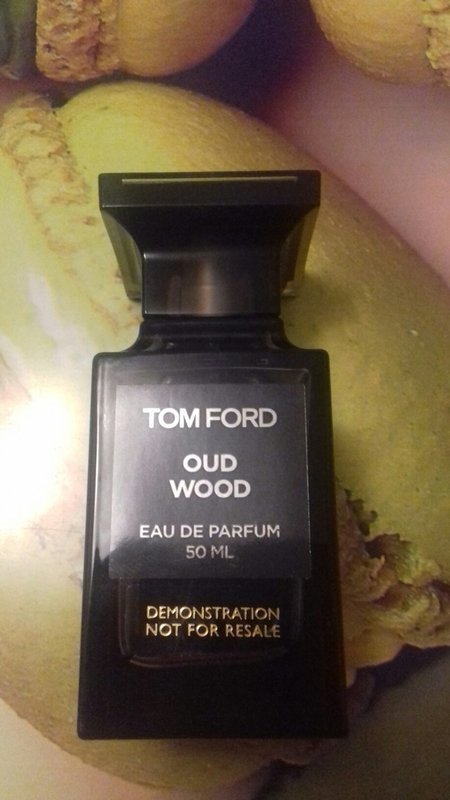 TOM FORD
OUD
WOOD
EAU DE PARFUM
50 ML
DEMONSTRATION
NOT FOR RESALE